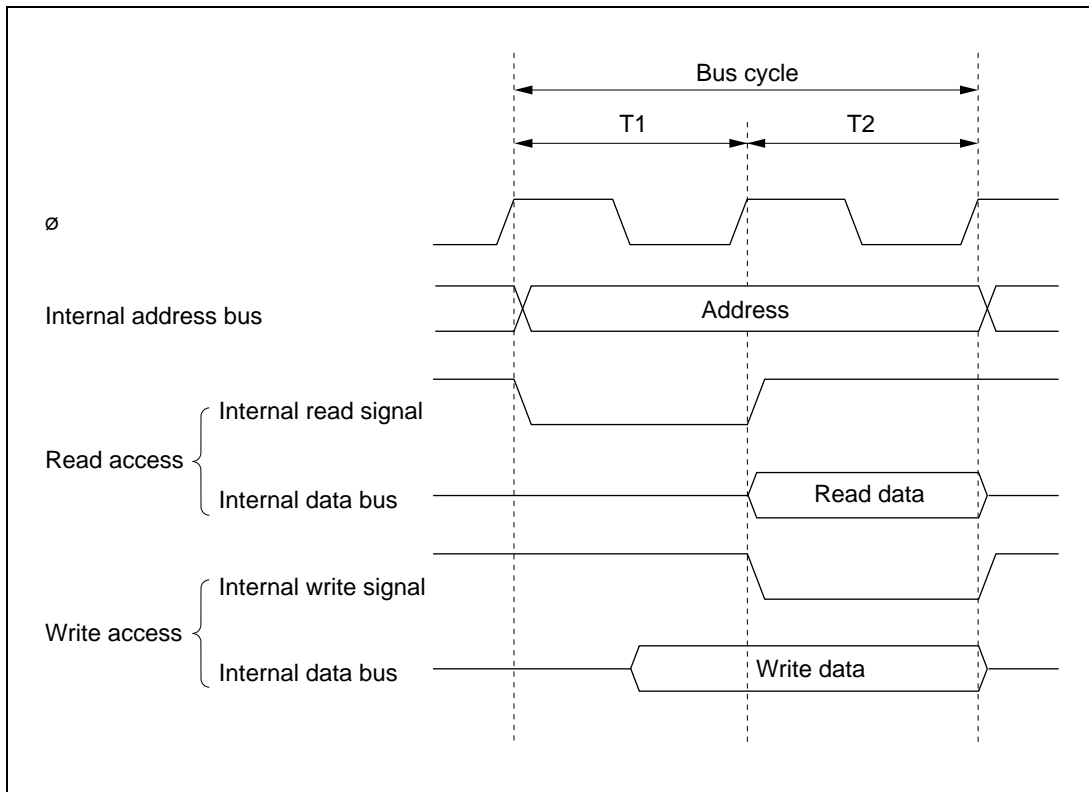 Bus cycle
T1 T2
ø
Internal address bus Address
Internal read signal
Read access
Internal data bus Read data
Internal write signal
Write access
Internal data bus Write data